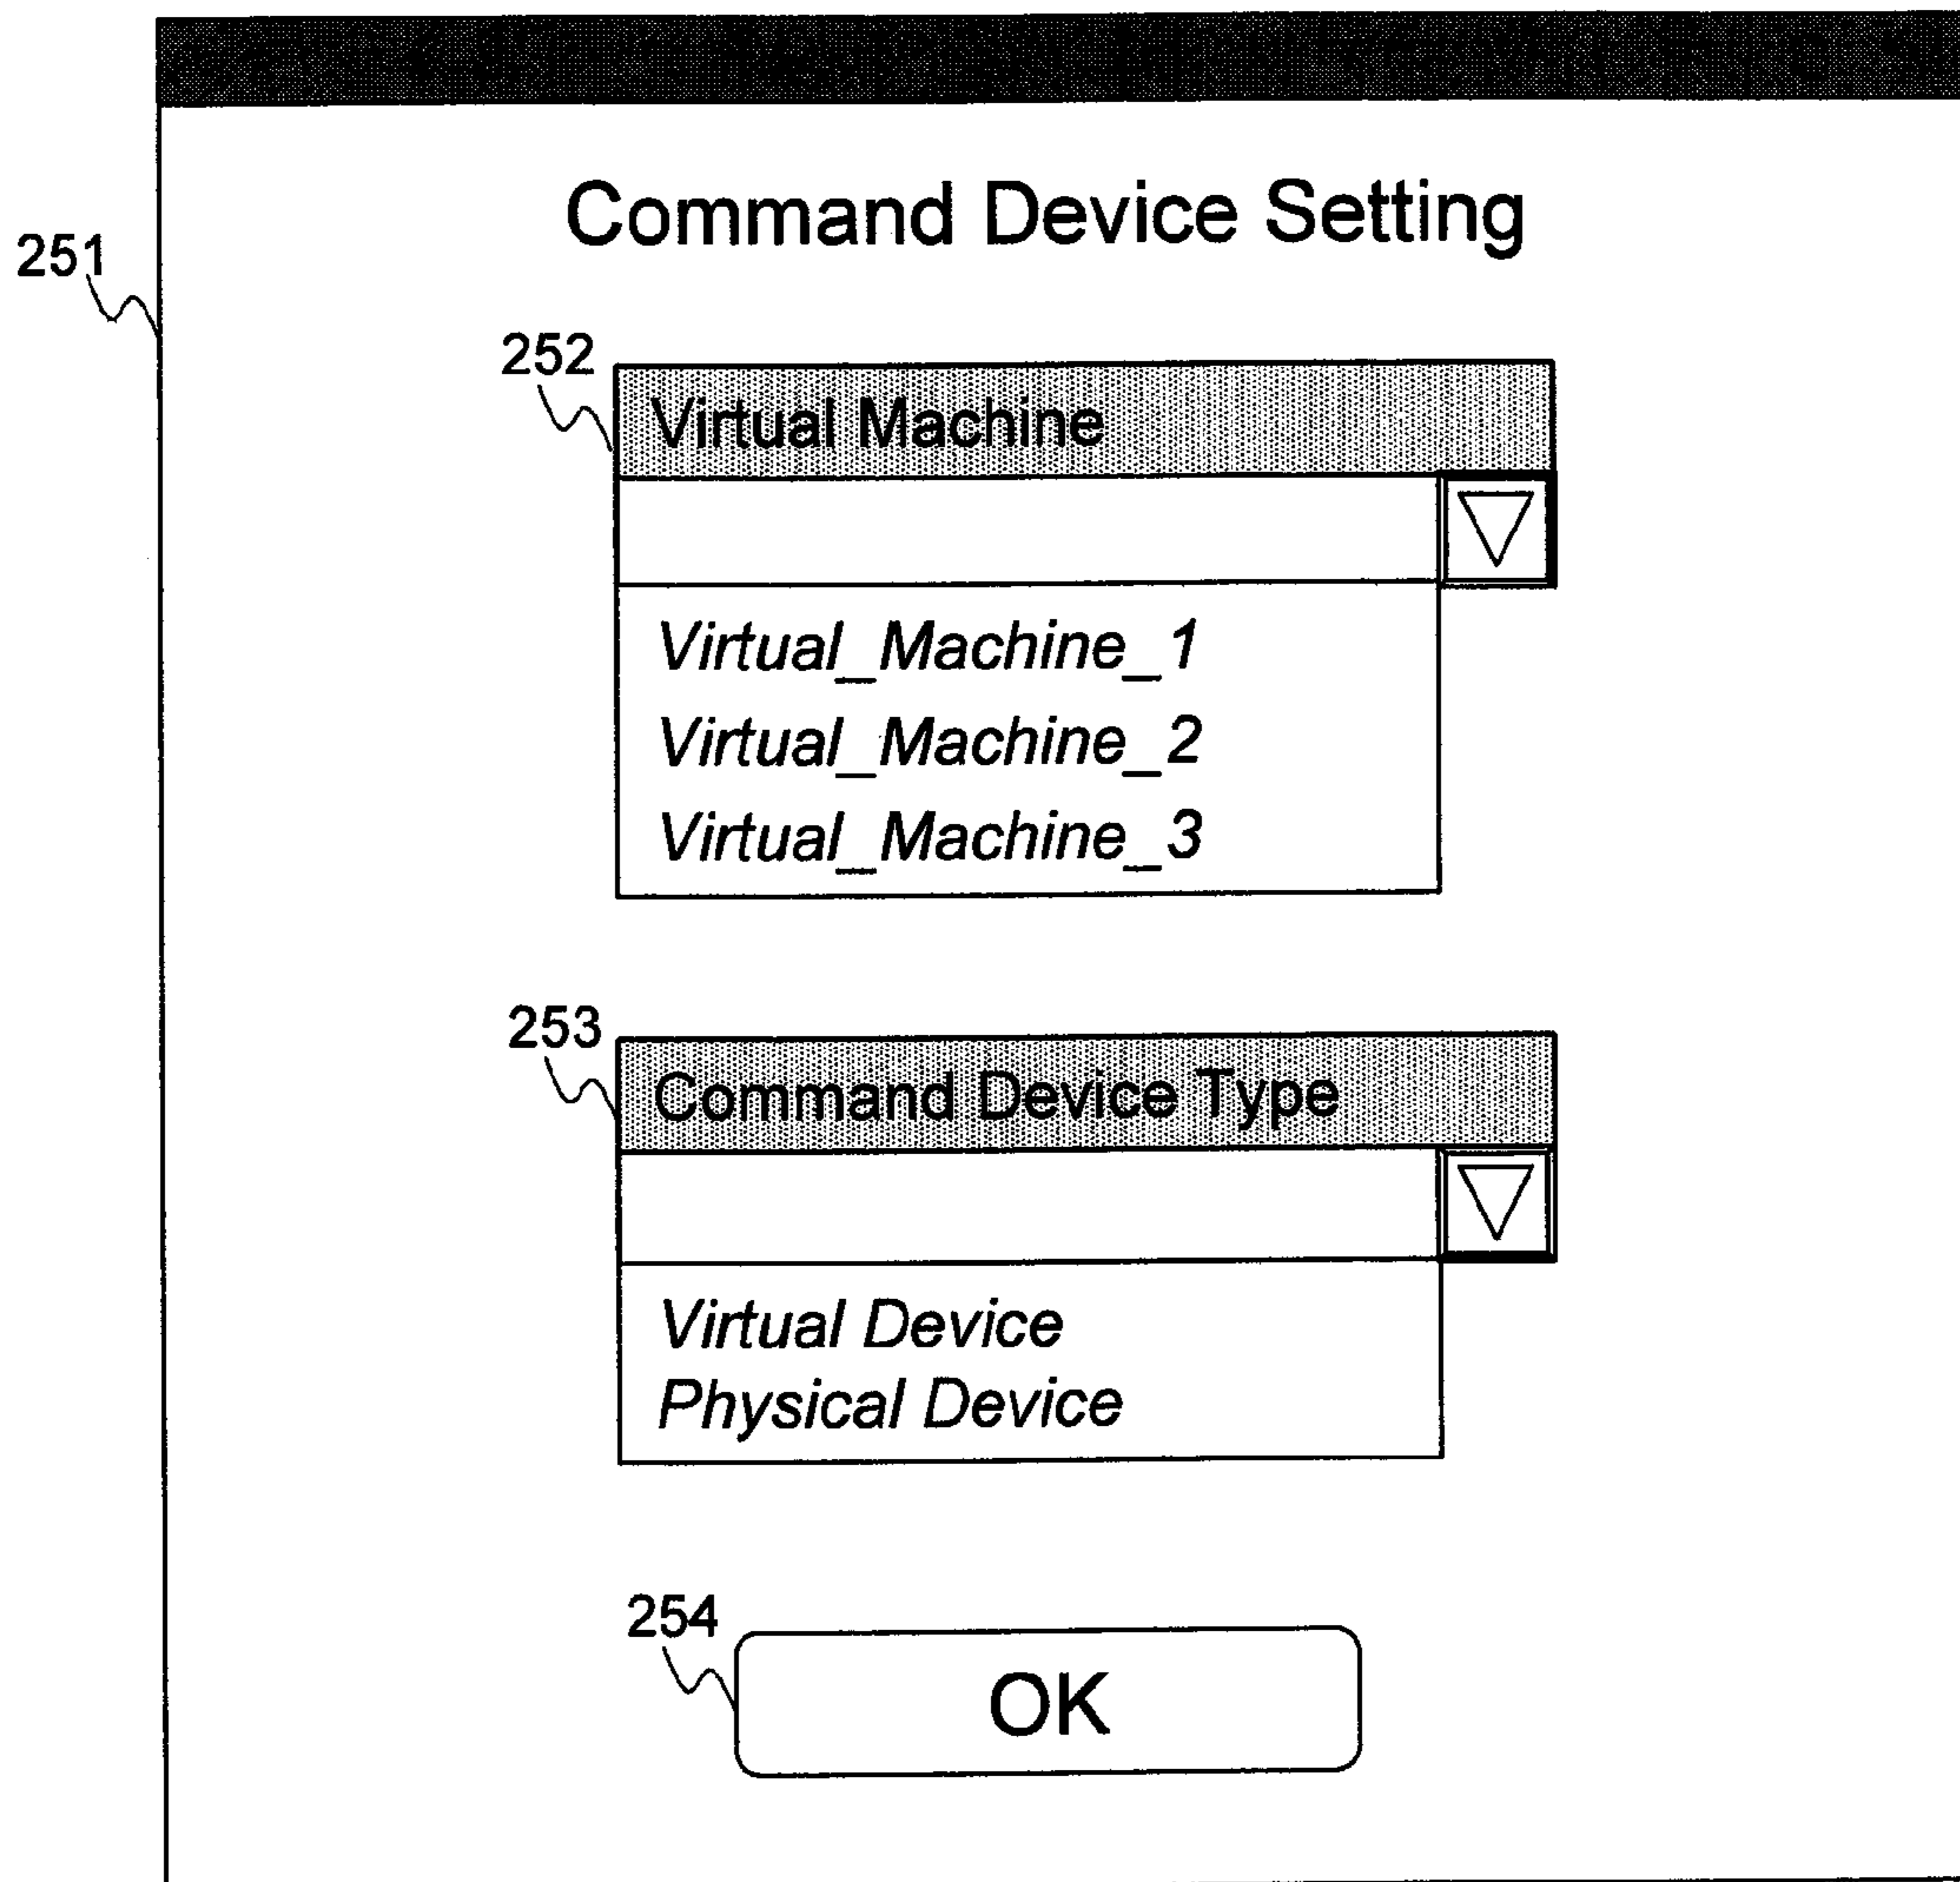 Command Device Setting
251
252
Virtual Machine
Virtual_Machine_1
Virtual_Machine_2
Virtual_Machine_3
253
Command Device Type
Virtual Device
Physical Device
254
OK